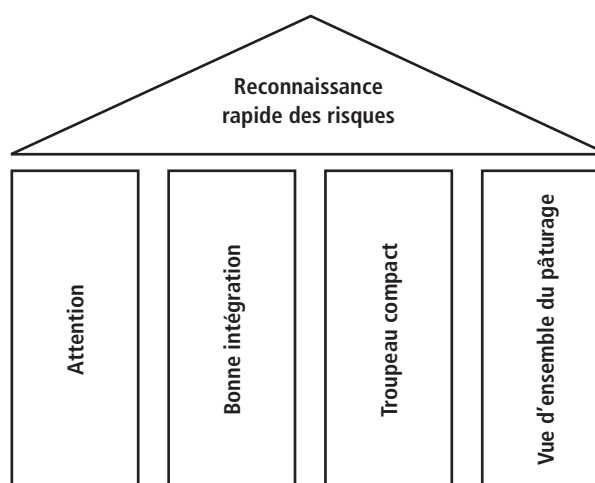 Reconnaissance
rapide des risques
Attention
Bonne intégration
Troupeau compact
Vue d’ensemble du pâturage